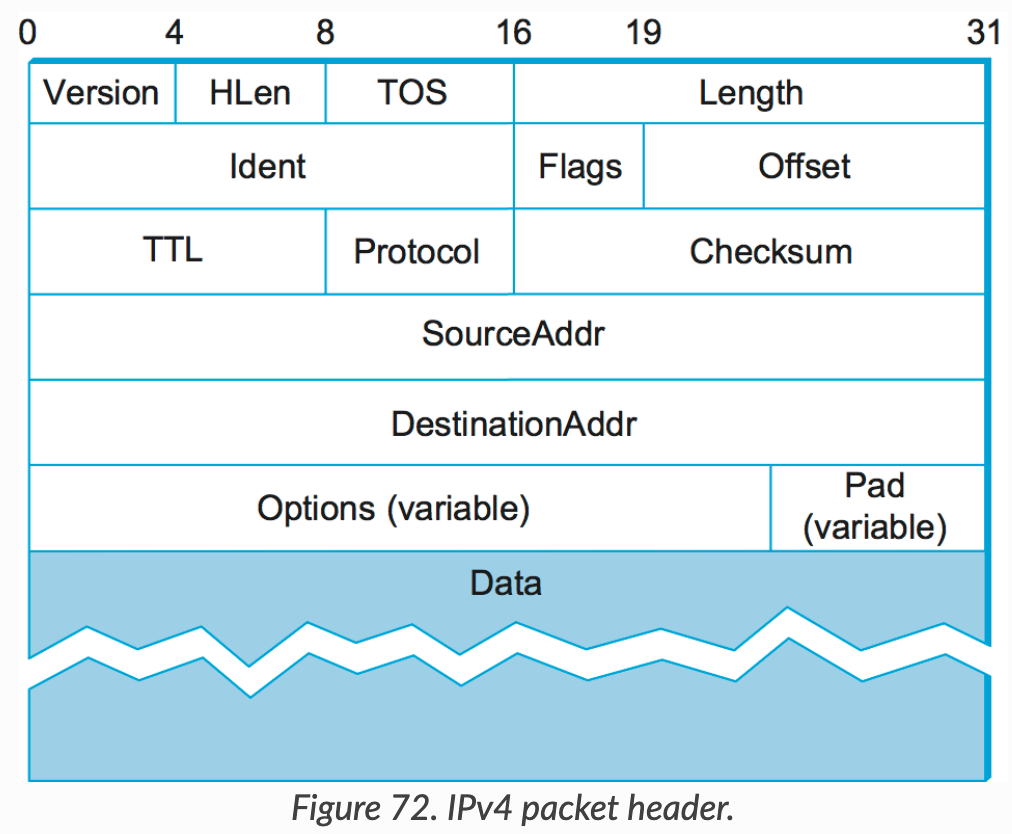 0 4 8 16 19 31
Version HLen TOS Length
Ident Flags Offset
TTL Protocol Checksum
SourceAddr
DestinationAddr
Options (variable) Pad
(variable)
Data
Figure 72. IPv4 packet header.